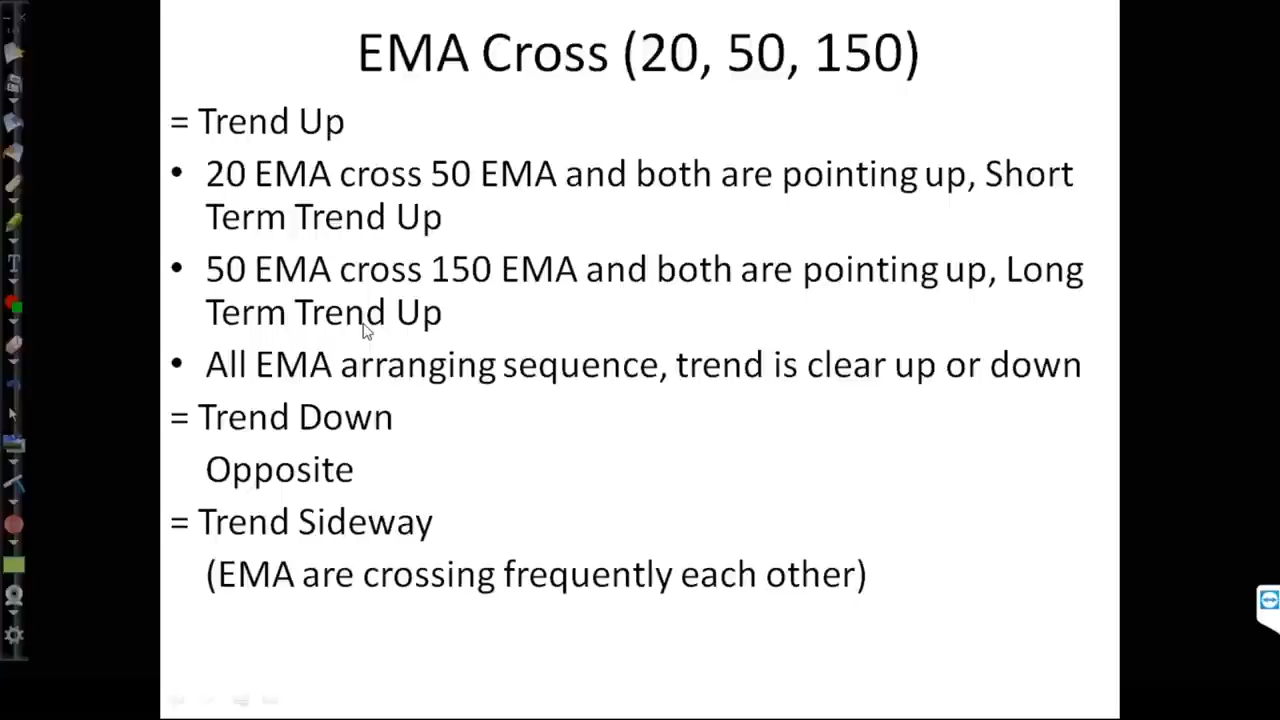 EMA Cross (20, 50, 150)
= Trend Up
• 20 EMA cross 50 EMA and both are pointing up, Short
Term Trend Up
• 50 EMA cross 150 EMA and both are pointing up, Long
Term Trend Up
• All EMA arranging sequence, trend is clear up or down
= Trend Down
Opposite
= Trend Sideway
(EMA are crossing frequently each other)